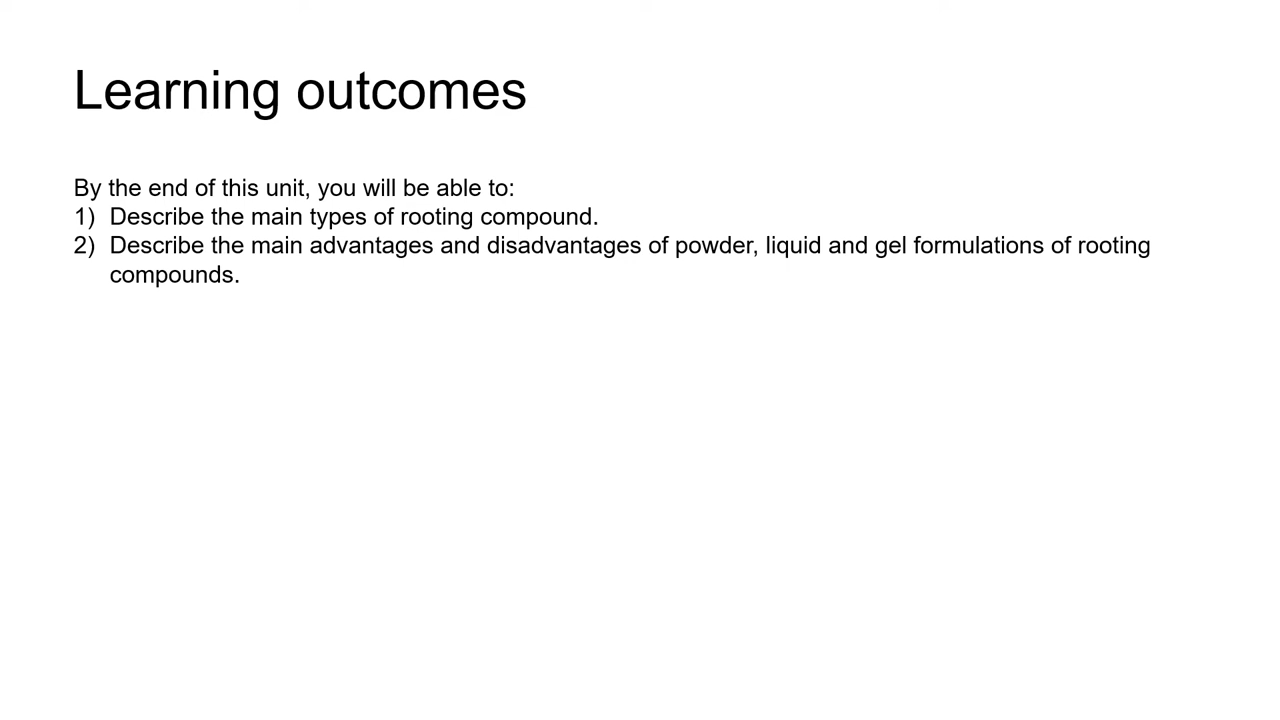 Learning outcomes
By the end of this unit, you will be able to:
1) Describe the main types of rooting compound.
2) Describe the main advantages and disadvantages of powder, liquid and gel formulations of rooting
compounds.